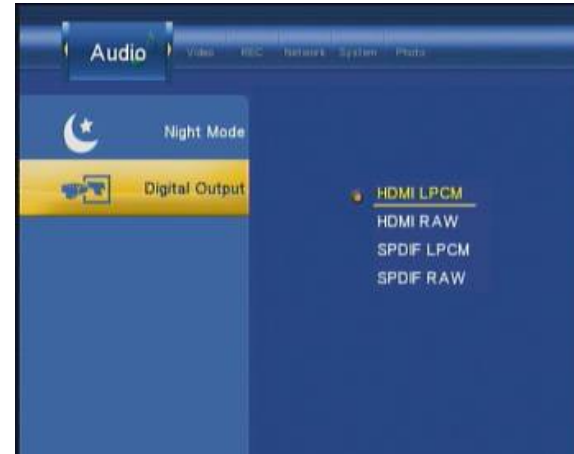 Audio Video REC Network System Photo
Night Mode
Digital Output
HDMI LPCM
HDMI RAW
SPDIF LPCM
SPDIF RAW